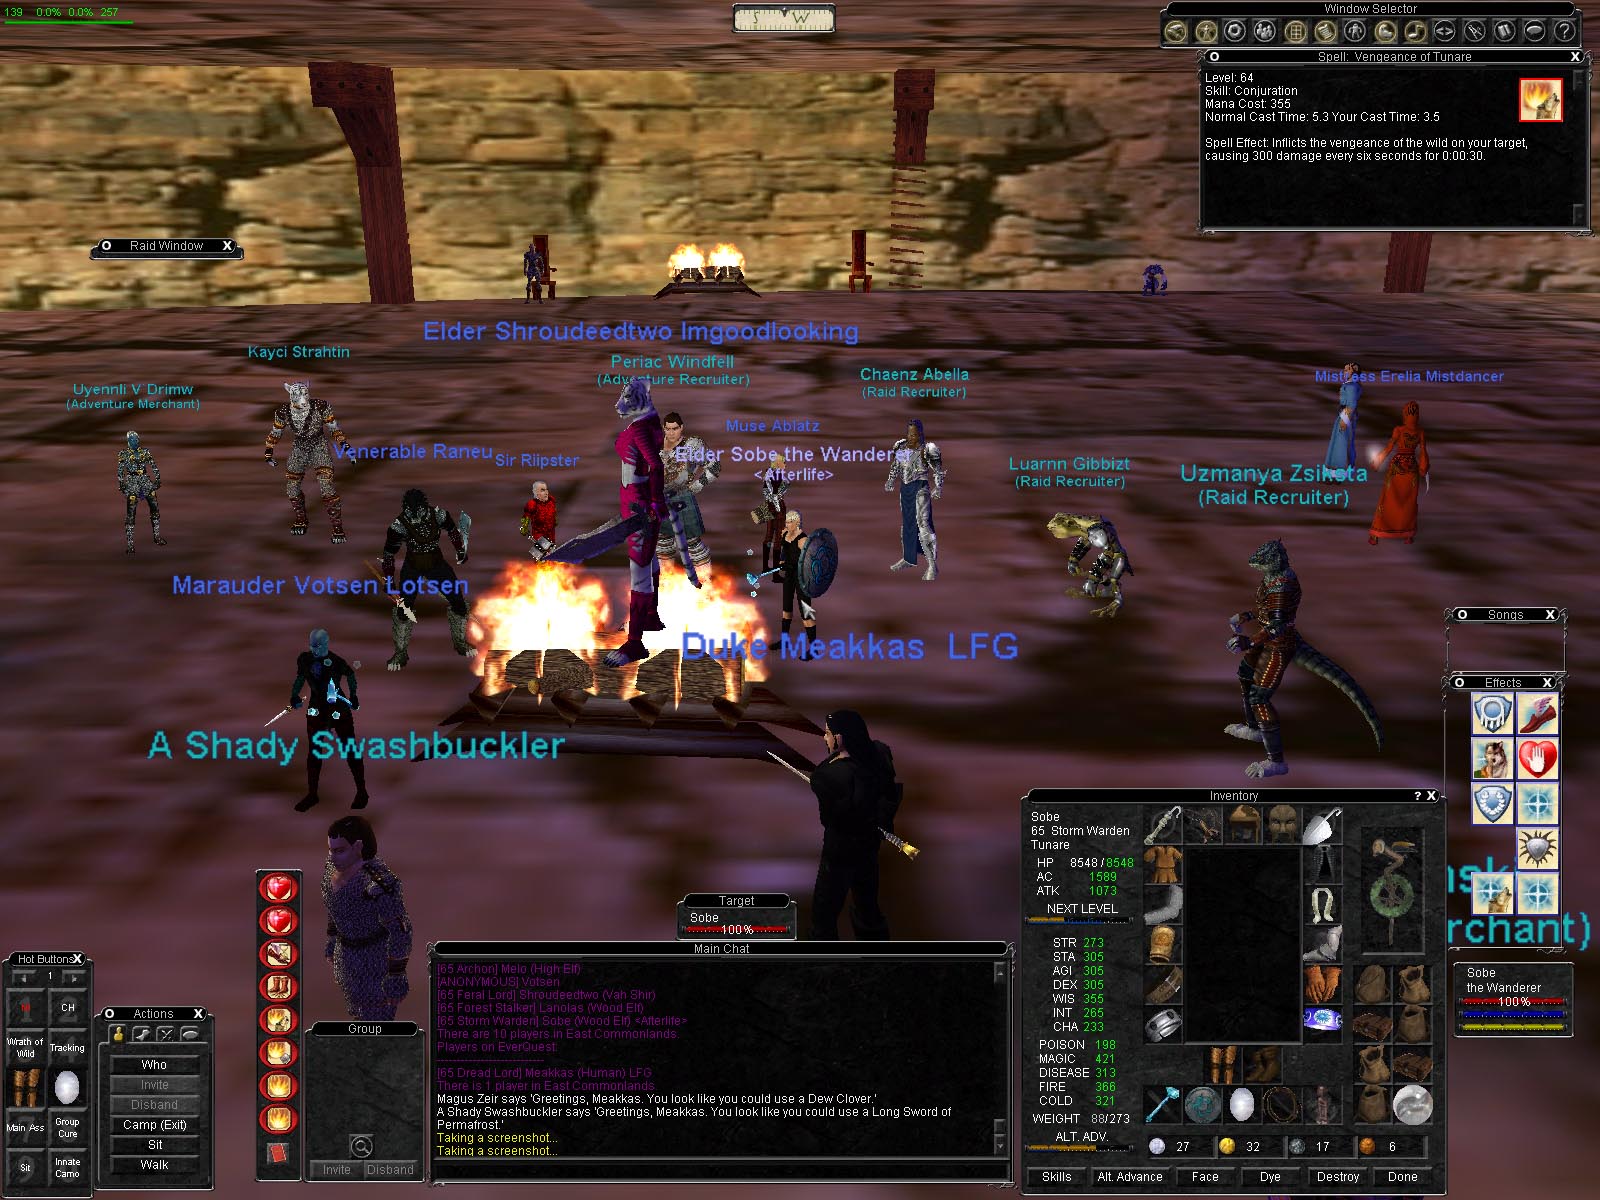 139 0.0% 0.0% 257
S W
Window Selector
Spell: Vengeance of Tunare
Level: 64
Skill: Conjuration
Mana Cost: 355
Normal Cast Time: 5.3 Your Cast Time: 3.5
Spell Effect: Inflicts the vengeance of the wild on your target,
causing 300 damage every six seconds for 0:00:30.
Raid Window
Elder Shroudeedtwo Imgoodlooking
Kayci Strahtin
Periac Windfell
(Adventure Recruiter)
Chaenz Abella
(Raid Recruiter)
Mistress Erelia Mistdancer
Uyennli V`Drimw
(Adventure Merchant)
Muse Ablatz
Venerable Raneu
Sir Riipster
Elder Sobe the Wanderer
<Afterlife>
Luarnn Gibbizt
(Raid Recruiter)
Uzmanya Zsiksta
(Raid Recruiter)
Marauder Votsen Lotsen
Duke Meakkas LFG
A Shady Swashbuckler
Songs
Effects
rchant)
Inventory
Sobe
65 Storm Warden
Tunare
HP 8548 / 8548
AC 1589
ATK 1073
NEXT LEVEL
STR 273
STA 305
AGI 305
DEX 305
WIS 355
INT 265
CHA 233
POISON 198
MAGIC 421
DISEASE 313
FIRE 366
COLD 321
WEIGHT 88/273
ALT. ADV.
27 32 17 6
Skills Alt. Advance Face Dye Destroy Done
Sobe
the Wanderer
100%
Target
Sobe
100%
Main Chat
[65 Archon] Melo (High Elf)
[ANONYMOUS] Votsen
[65 Feral Lord] Shroudeedtwo (Vah Shir)
[65 Forest Stalker] Lanolas (Wood Elf)
[65 Storm Warden] Sobe (Wood Elf) <Afterlife>
There are 10 players in East Commonlands.
Players on EverQuest:
---------------------------
[65 Dread Lord] Meakkas (Human) LFG
There is 1 player in East Commonlands.
Magus Zeir says 'Greetings, Meakkas. You look like you could use a Dew Clover.'
A Shady Swashbuckler says 'Greetings, Meakkas. You look like you could use a Long Sword of
Permafrost.'
Taking a screenshot...
Taking a screenshot...
Group
Invite Disband
Actions
Who
Invite
Disband
Camp (Exit)
Sit
Walk
Hot Buttons
1
CH
Wrath of
Wild
Tracking
Main Ass
Group
Cure
Sit
Innate
Camo